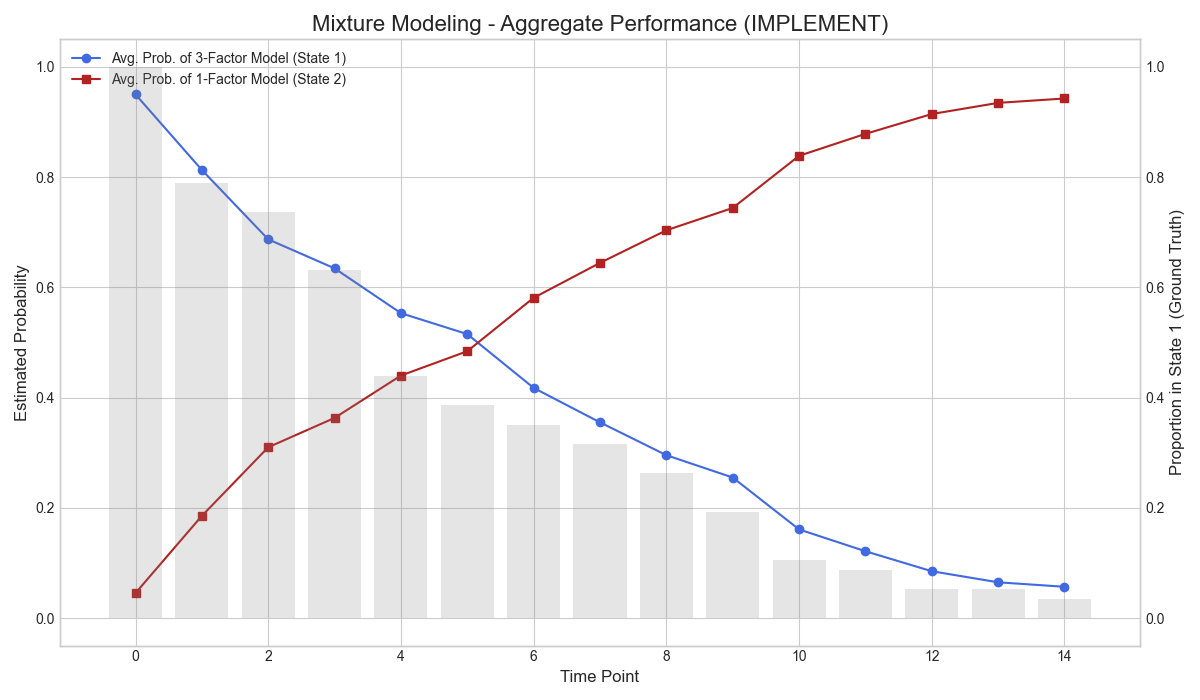 Mixture Modeling - Aggregate Performance (IMPLEMENT)
Avg. Prob. of 3-Factor Model (State 1)
Avg. Prob. of 1-Factor Model (State 2)
Estimated Probability
1.0
0.8
0.6
0.4
0.2
0.0
1.0
0.8
0.6
0.4
0.2
0.0
Proportion in State 1 (Ground Truth)
0 2 4 6 8 10 12 14
Time Point